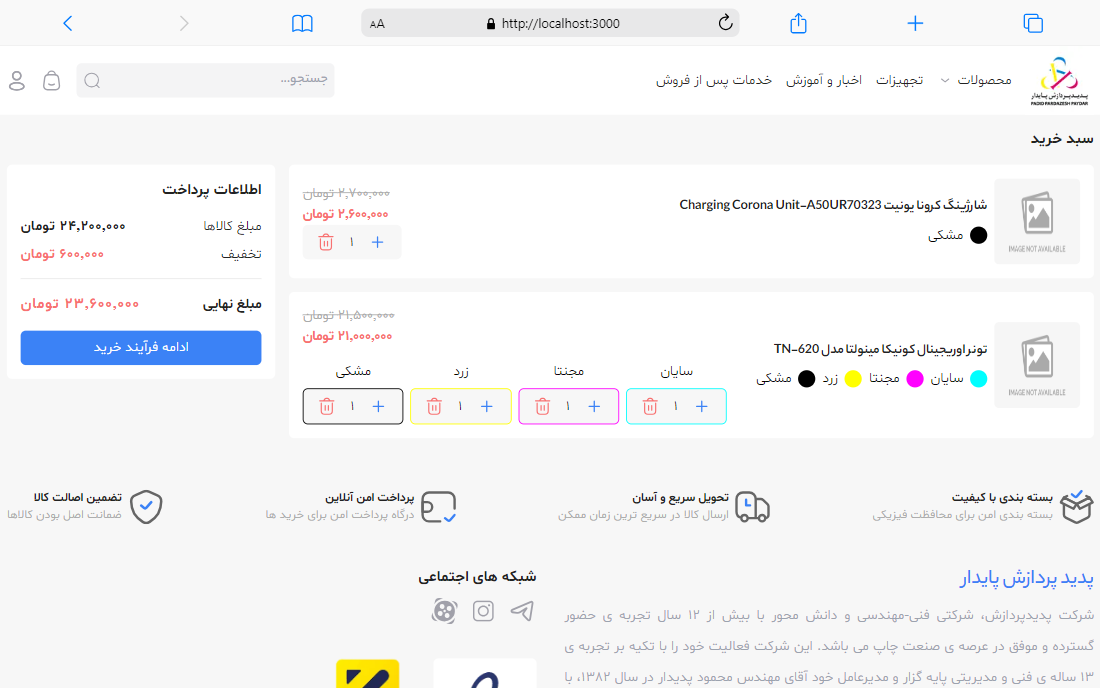 AA
http://localhost:3000
پدیدپردازش پایدار
PADID PARDAZESH PAYDAR
محصولات
تجهیزات
اخبار و آموزش
خدمات پس از فروش
جستجو...
سبد خرید
IMAGE NOT AVAILABLE
شارژینگ کرونا یونیت Charging Corona Unit-A50UR70323
مشکی
۲,۷۰۰,۰۰۰ تومان
۲,۶۰۰,۰۰۰ تومان
۱
IMAGE NOT AVAILABLE
تونر اوریجینال کونیکا مینولتا مدل TN-620
سایان
مجنتا
زرد
مشکی
۲۱,۵۰۰,۰۰۰ تومان
۲۱,۰۰۰,۰۰۰ تومان
سایان
مجنتا
زرد
مشکی
۱
۱
۱
۱
اطلاعات پرداخت
مبلغ کالاها
۲۴,۲۰۰,۰۰۰ تومان
تخفیف
۶۰۰,۰۰۰ تومان
مبلغ نهایی
۲۳,۶۰۰,۰۰۰ تومان
ادامه فرآیند خرید
بسته بندی با کیفیت
بسته بندی امن برای محافظت فیزیکی
تحویل سریع و آسان
ارسال کالا در سریع ترین زمان ممکن
پرداخت امن آنلاین
درگاه پرداخت امن برای خرید ها
تضمین اصالت کالا
ضمانت اصل بودن کالاها
پدید پردازش پایدار
شرکت پدیدپردازش، شرکتی فنی-مهندسی و دانش محور با بیش از ۱۲ سال تجربه ی حضور
گسترده و موفق در عرصه ی صنعت چاپ می باشد. این شرکت فعالیت خود را با تکیه بر تجربه ی
۱۳ ساله ی فنی و مدیریتی پایه گزار و مدیرعامل خود آقای مهندس محمود پدیدار در سال ۱۳۸۲، با
شبکه های اجتماعی